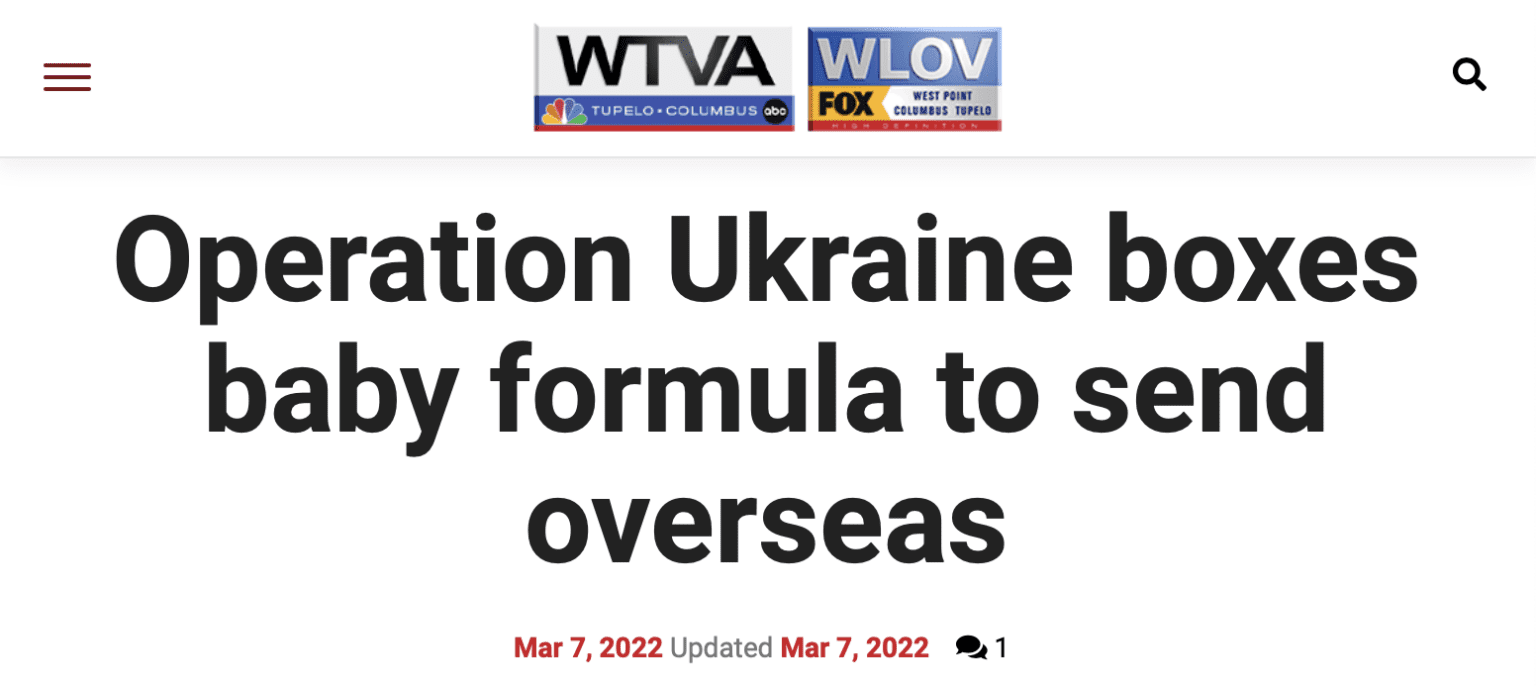 WTVA
TUPELO • COLUMBUS abc
WLOV
FOX WEST POINT
COLUMBUS TUPELO
HIGH DEFINITION
Operation Ukraine boxes
baby formula to send
overseas
Mar 7, 2022 Updated Mar 7, 2022 1